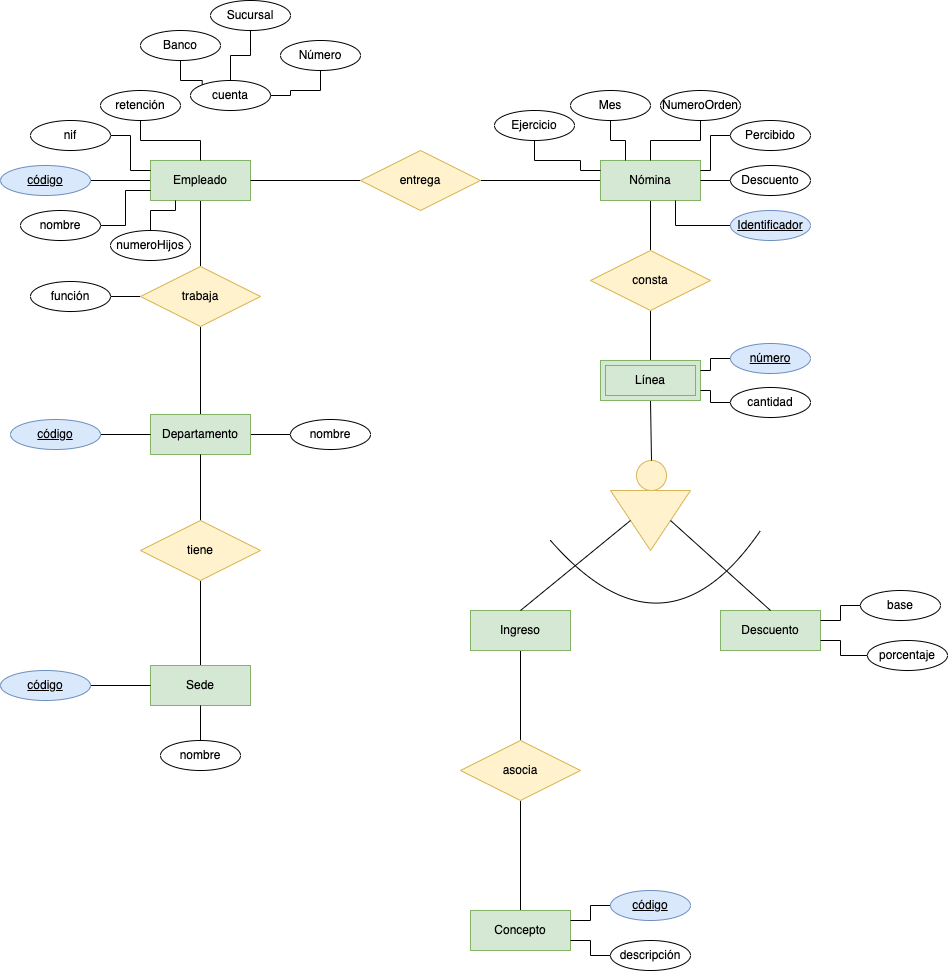 Sucursal
Banco
Número
cuenta
retención
nif
código
Empleado
nombre
numeroHijos
entrega
Ejercicio
Mes
NumeroOrden
Percibido
Nómina
Descuento
Identificador
función
trabaja
consta
Línea
número
cantidad
código
Departamento
nombre
tiene
Ingreso
Descuento
base
porcentaje
código
Sede
nombre
asocia
código
Concepto
descripción